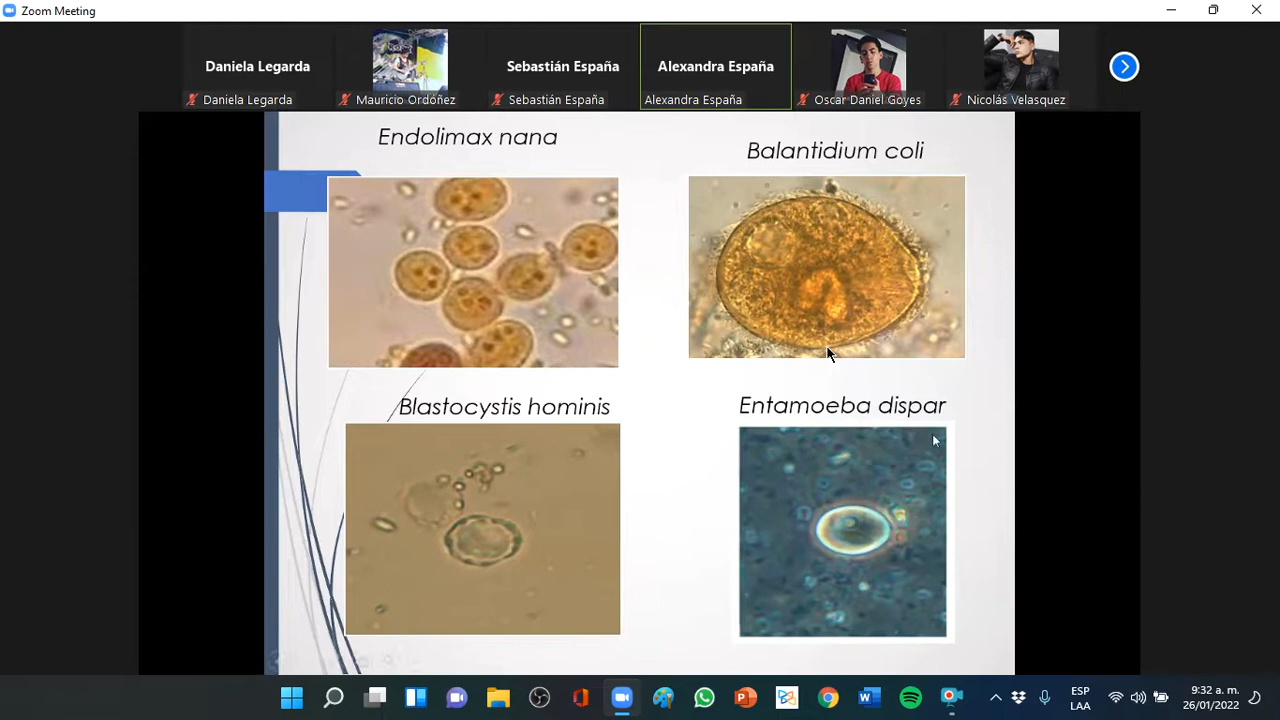 Zoom Meeting
Daniela Legarda
Sebastián España
Alexandra España
Daniela Legarda
Mauricio Ordóñez
Sebastián España
Alexandra España
Oscar Daniel Goyes
Nicolás Velasquez
Endolimax nana
Balantidium coli
Blastocystis hominis
Entamoeba dispar
ESP
LAA
9:32 a. m.
26/01/2022